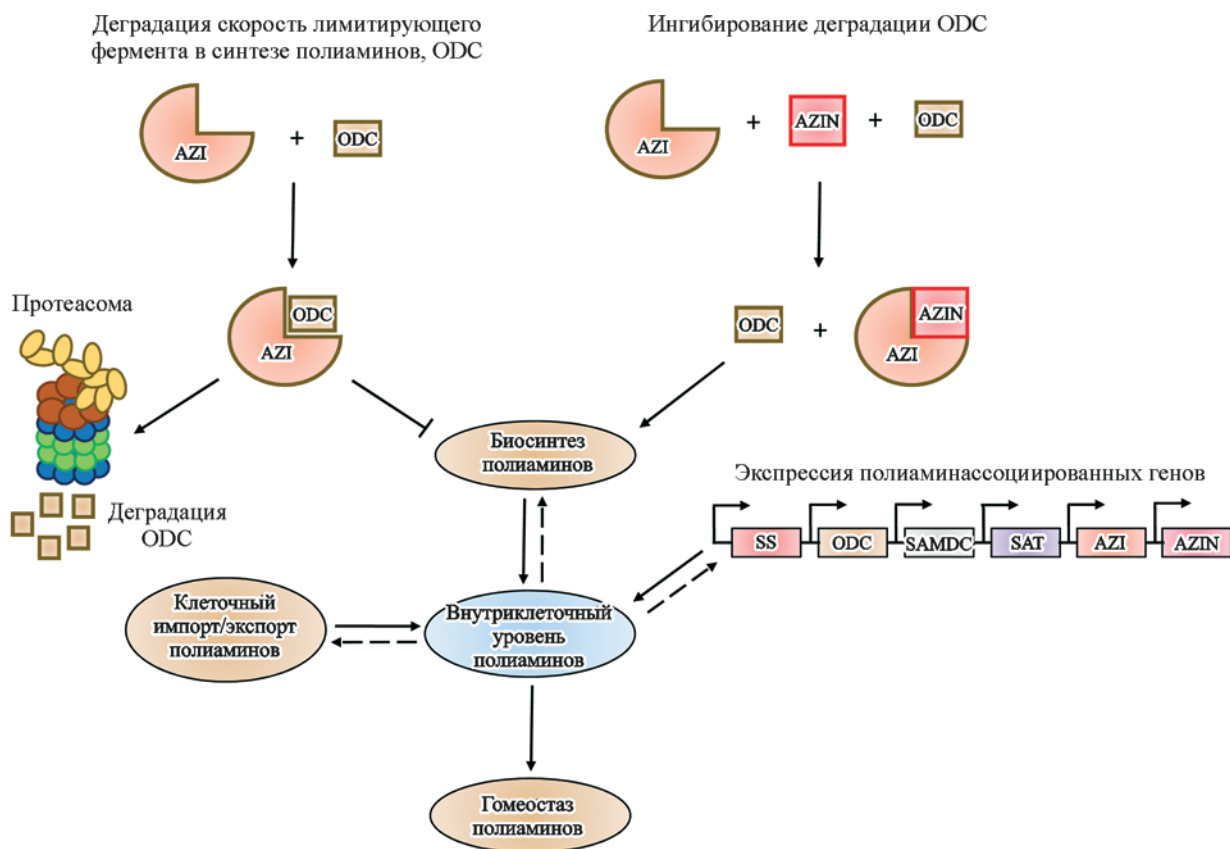 Деградация скорость лимитирующего
фермента в синтезе полиаминов, ODC
Ингибирование деградации ODC
AZI
+
ODC
AZI
+
AZIN
+
ODC
Протеасома
ODC
AZI
ODC
+
AZIN
AZI
Биосинтез
полиаминов
Экспрессия полиаминассоциированных генов
SS
ODC
SAMDC
SAT
AZI
AZIN
Деградация
ODC
Клеточный
импорт/экспорт
полиаминов
Внутриклеточный
уровень
полиаминов
Гомеостаз
полиаминов